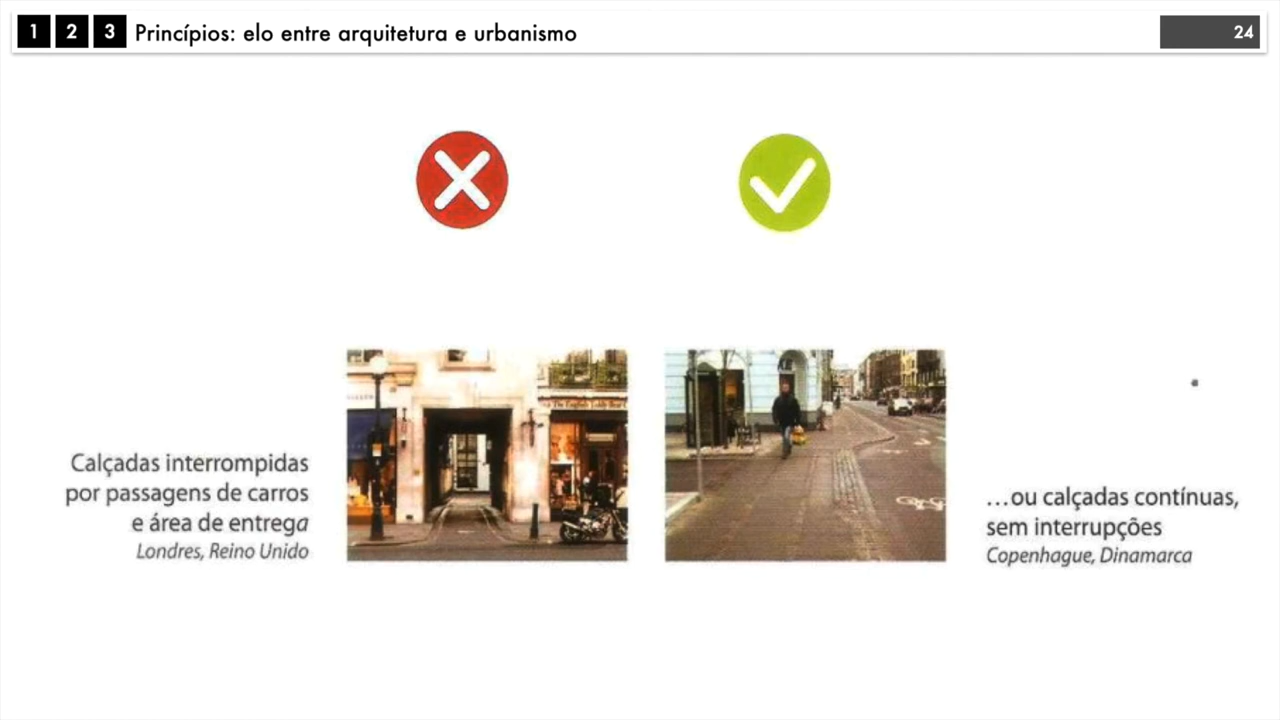 1 2 3 Princípios: elo entre arquitetura e urbanismo
24
Calçadas interrompidas
por passagens de carros
e área de entrega
Londres, Reino Unido
...ou calçadas contínuas,
sem interrupções
Copenhague, Dinamarca